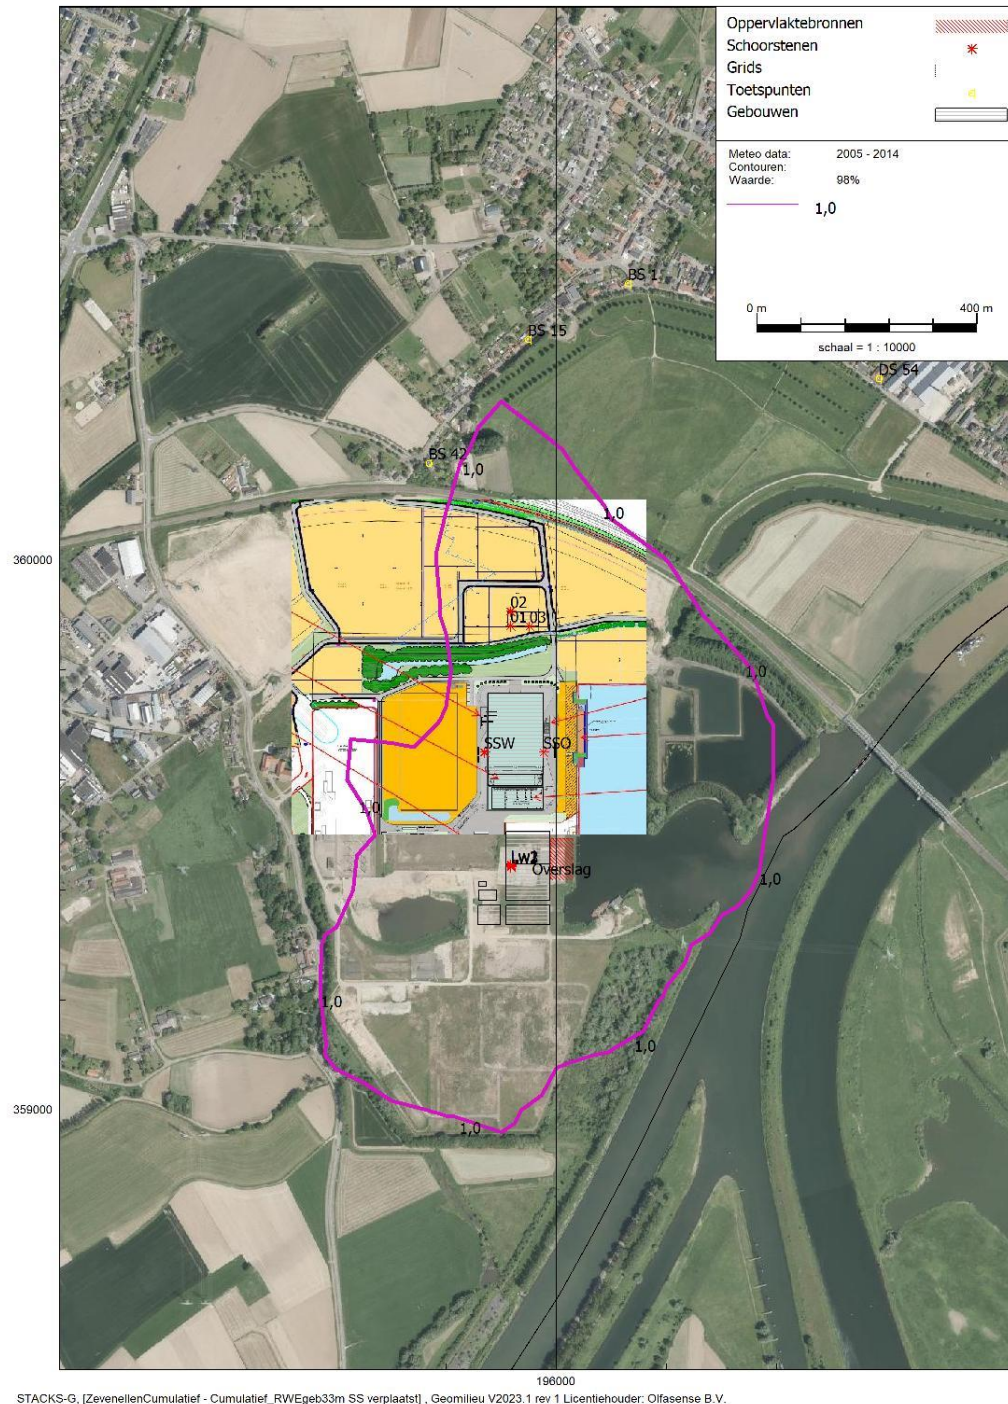 Oppervlaktebronnen
Schoorstenen
Grids
Toetspunten
Gebouwen
Meteo data: 2005 - 2014
Contouren:
Waarde: 98%
1,0
0 m 400 m
schaal = 1 : 10000
BS 1
BS 15
DS 54
BS 42
1,0
1,0
360000
02
01 03
1,0
SSW SSO
1,0
Overslag
1,0
1,0
1,0
359000
1,0
196000
STACKS-G, [ZevenellenCumulatief - Cumulatief_RWEgeb33m SS verplaatst] , Geomilieu V2023.1 rev 1 Licentiehouder: Olfasense B.V.